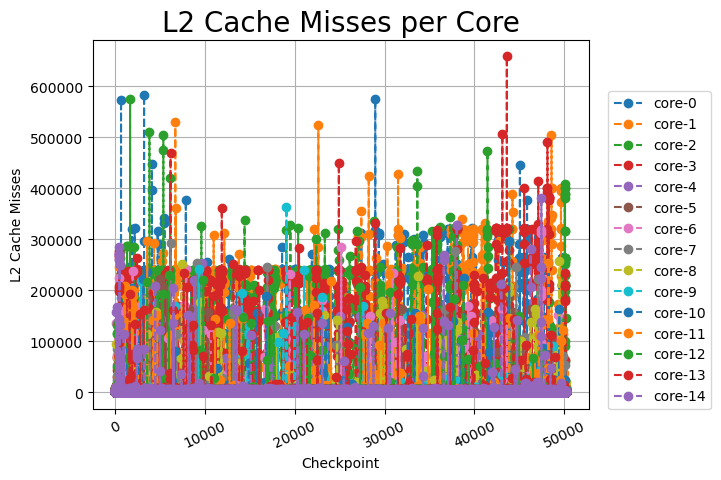 L2 Cache Misses per Core
L2 Cache Misses
600000
500000
400000
300000
200000
100000
0
0
10000
20000
30000
40000
50000
Checkpoint
core-0
core-1
core-2
core-3
core-4
core-5
core-6
core-7
core-8
core-9
core-10
core-11
core-12
core-13
core-14